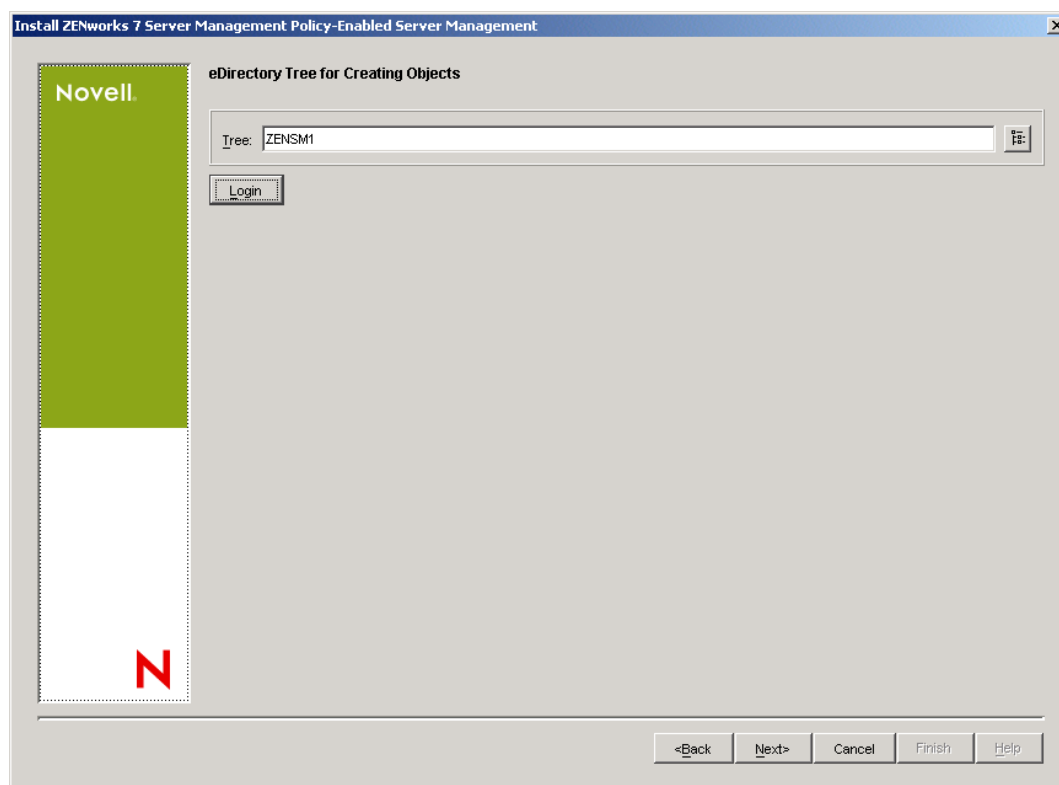 Install ZENworks 7 Server Management Policy-Enabled Server Management
Novell.
eDirectory Tree for Creating Objects
Tree: ZENSM1
Login
N
<Back Next> Cancel Finish Help